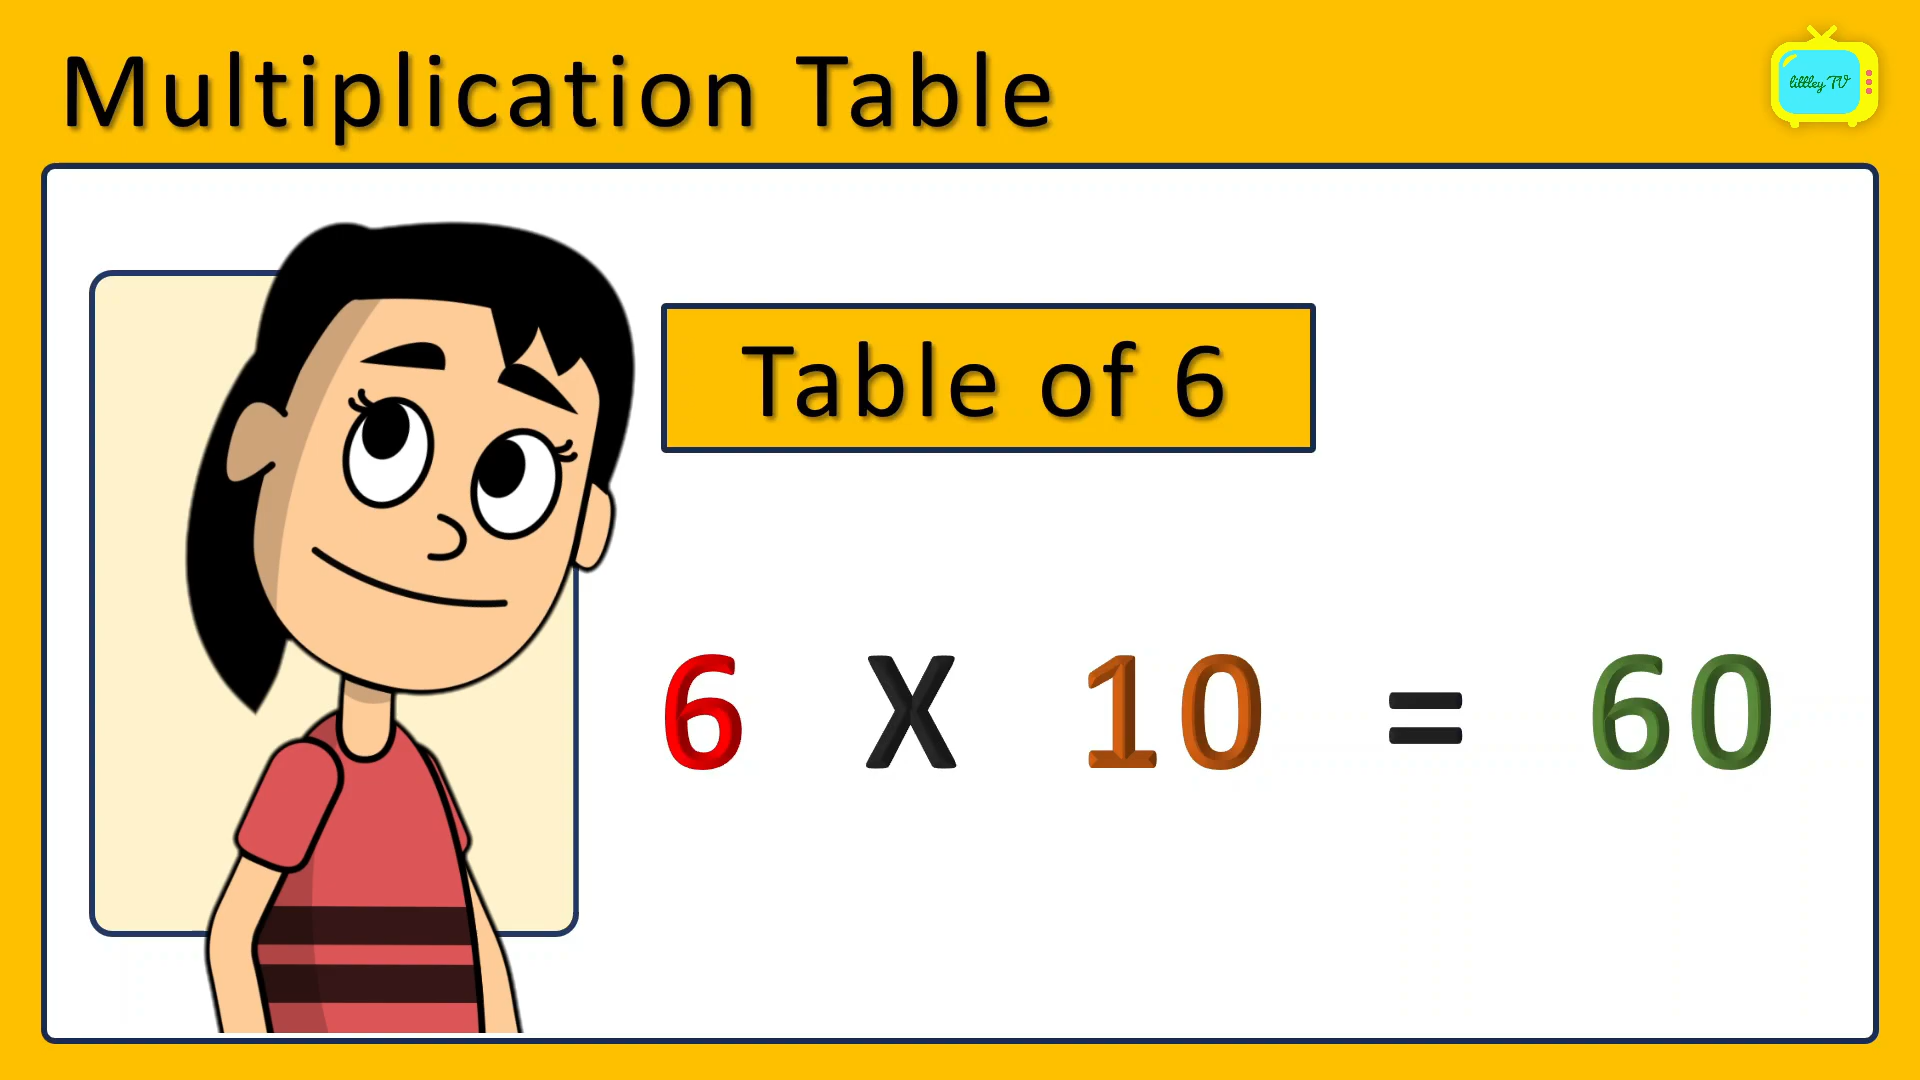 Multiplication Table
littley TV
Table of 6
6 X 10 = 60